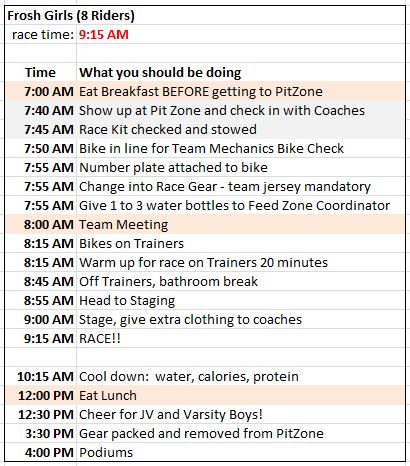 Frosh Girls (8 Riders)
race time: 9:15 AM
Time What you should be doing
7:00 AM Eat Breakfast BEFORE getting to PitZone
7:40 AM Show up at Pit Zone and check in with Coaches
7:45 AM Race Kit checked and stowed
7:50 AM Bike in line for Team Mechanics Bike Check
7:55 AM Number plate attached to bike
7:55 AM Change into Race Gear - team jersey mandatory
7:55 AM Give 1 to 3 water bottles to Feed Zone Coordinator
8:00 AM Team Meeting
8:15 AM Bikes on Trainers
8:15 AM Warm up for race on Trainers 20 minutes
8:45 AM Off Trainers, bathroom break
8:55 AM Head to Staging
9:00 AM Stage, give extra clothing to coaches
9:15 AM RACE!!
10:15 AM Cool down: water, calories, protein
12:00 PM Eat Lunch
12:30 PM Cheer for JV and Varsity Boys!
3:30 PM Gear packed and removed from PitZone
4:00 PM Podiums